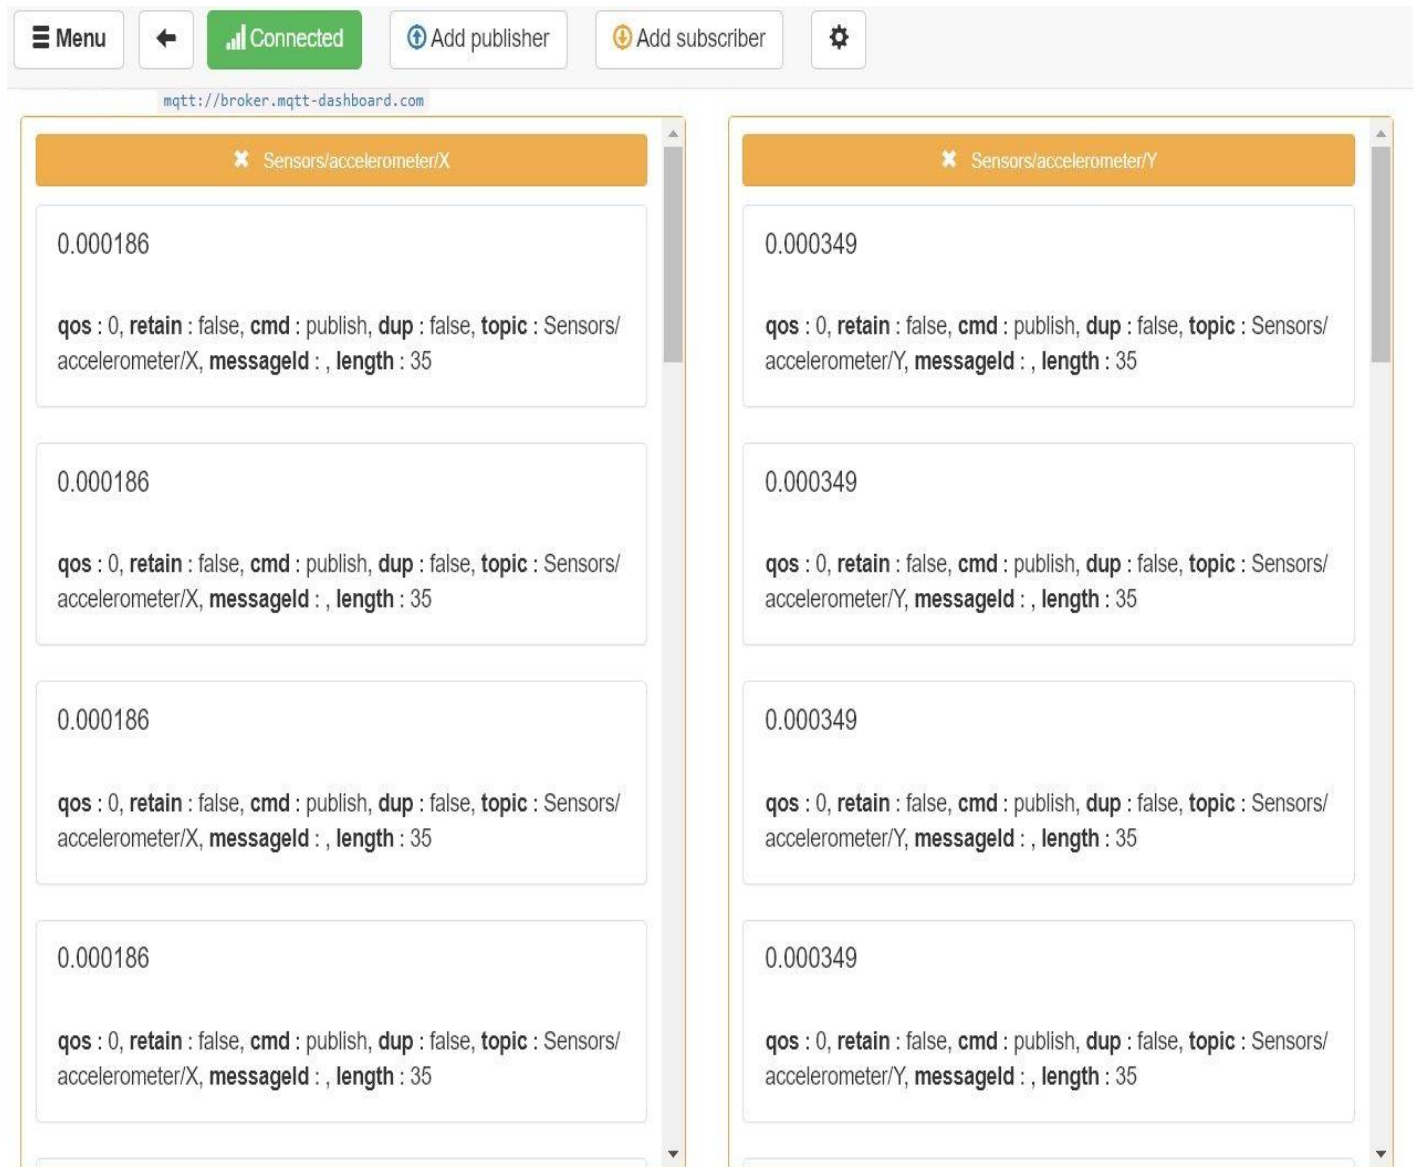 Menu
Connected
Add publisher
Add subscriber
mqtt://broker.mqtt-dashboard.com
Sensors/accelerometer/X
0.000186
qos : 0, retain : false, cmd : publish, dup : false, topic : Sensors/
accelerometer/X, messageId : , length : 35
0.000186
qos : 0, retain : false, cmd : publish, dup : false, topic : Sensors/
accelerometer/X, messageId : , length : 35
0.000186
qos : 0, retain : false, cmd : publish, dup : false, topic : Sensors/
accelerometer/X, messageId : , length : 35
0.000186
qos : 0, retain : false, cmd : publish, dup : false, topic : Sensors/
accelerometer/X, messageId : , length : 35
Sensors/accelerometer/Y
0.000349
qos : 0, retain : false, cmd : publish, dup : false, topic : Sensors/
accelerometer/Y, messageId : , length : 35
0.000349
qos : 0, retain : false, cmd : publish, dup : false, topic : Sensors/
accelerometer/Y, messageId : , length : 35
0.000349
qos : 0, retain : false, cmd : publish, dup : false, topic : Sensors/
accelerometer/Y, messageId : , length : 35
0.000349
qos : 0, retain : false, cmd : publish, dup : false, topic : Sensors/
accelerometer/Y, messageId : , length : 35